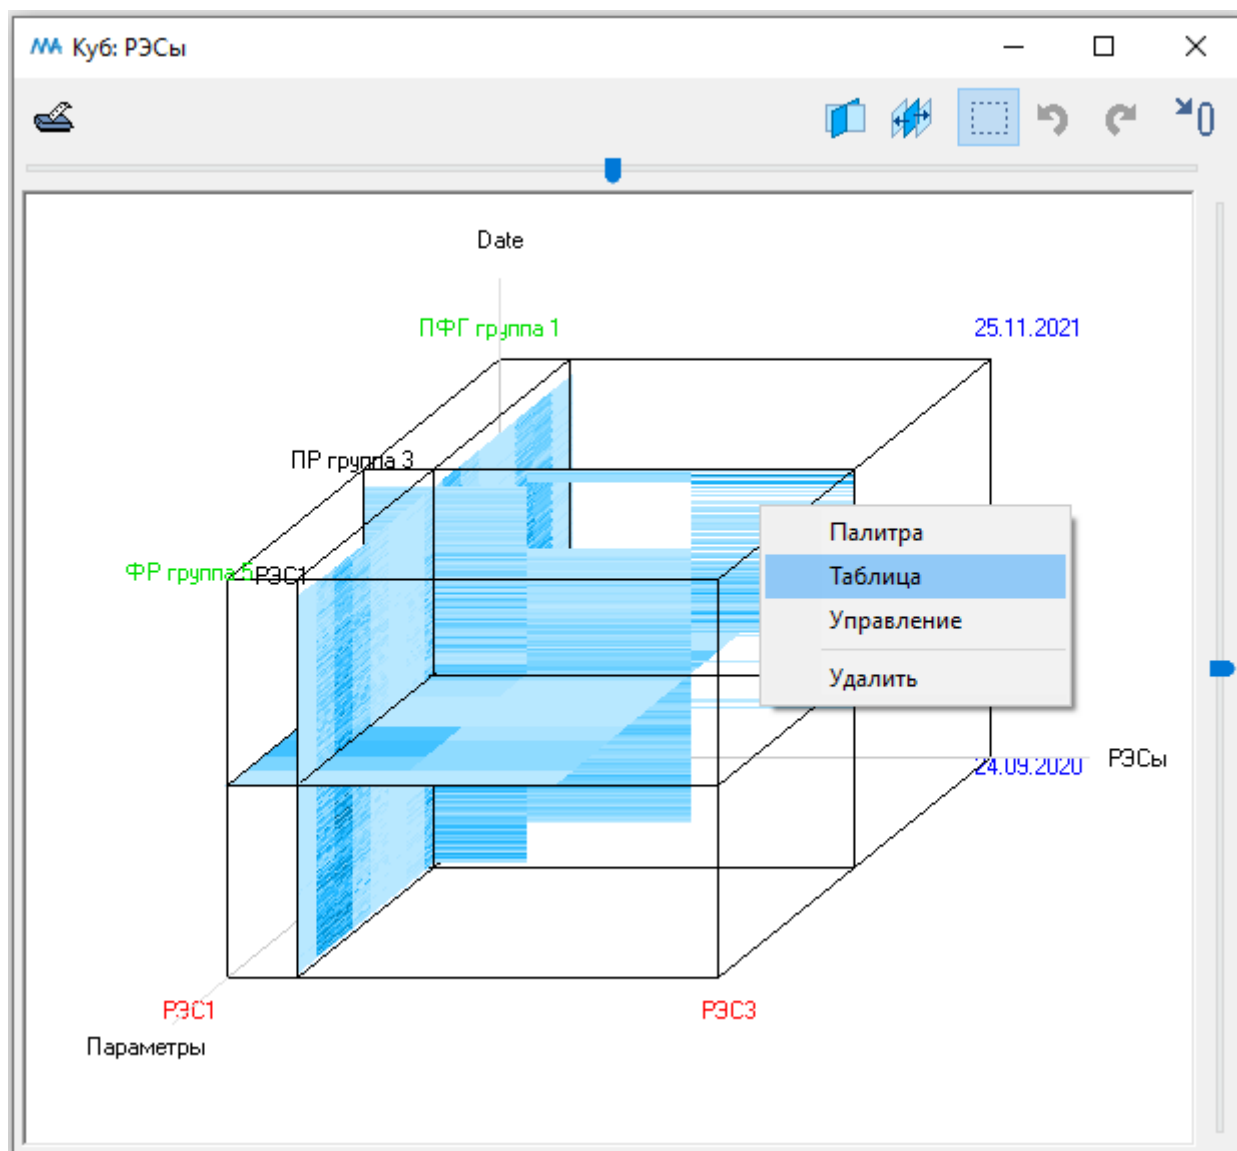 Куб: РЭСы
Date
ПФГ группа 1
25.11.2021
ПР группа 3
ФР группа 5
РЭС1
Палитра
Таблица
Управление
Удалить
24.09.2020
РЭСы
РЭС1
РЭС3
Параметры